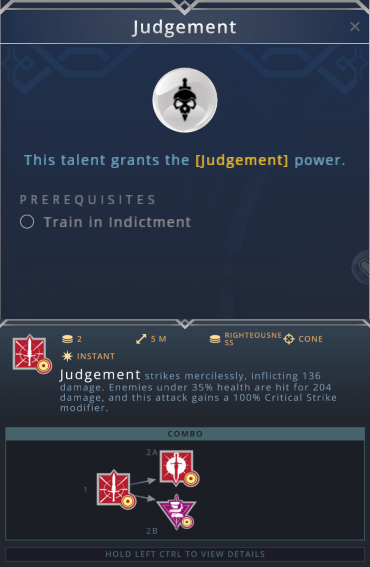 Judgement
This talent grants the [Judgement] power.
PREREQUISITES
Train in Indictment
2
5 M
RIGHTEOUSNE
SS
CONE
INSTANT
Judgement strikes mercilessly, inflicting 136
damage. Enemies under 35% health are hit for 204
damage, and this attack gains a 100% Critical Strike
modifier.
COMBO
2A
1
2B
HOLD LEFT CTRL TO VIEW DETAILS